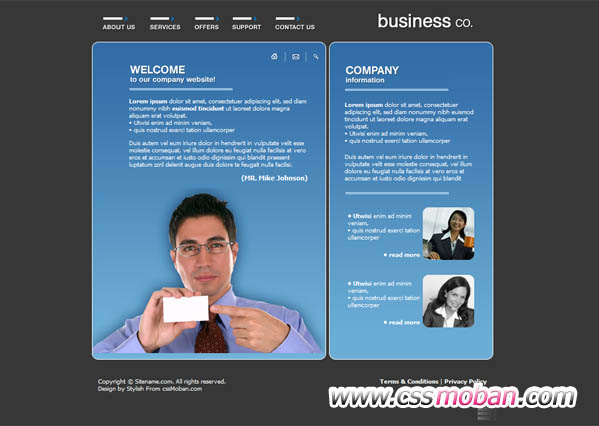 ABOUT US SERVICES OFFERS SUPPORT CONTACT US
business co.
WELCOME
to our company website!
Lorem ipsum dolor sit amet, consectetuer adipiscing elit, sed diam
nonummy nibh euismod tincidunt ut laoreet dolore magna
aliquam erat volutpat.
• Utwisi enim ad minim veniam,
• quis nostrud exerci tation ullamcorper
Duis autem vel eum iriure dolor in hendrerit in vulputate velit esse
molestie consequat, vel illum dolore eu feugiat nulla facilisis at vero
eros et accumsan et iusto odio dignissim qui blandit praesent
luptatum zzril delenit augue duis dolore te feugait nulla facilisi.
(MR. Mike Johnson)
COMPANY
information
Lorem ipsum dolor sit amet, consectetuer
adipiscing elit, sed diam nonummy nibh euismod
tincidunt ut laoreet dolore magna aliquam erat
volutpat.
• Utwisi enim ad minim veniam,
• quis nostrud exerci tation ullamcorper
Duis autem vel eum iriure dolor in hendrerit in
vulputate velit esse molestie consequat, vel illum
dolore eu feugiat nulla facilisis at vero eros et
accumsan et iusto odio dignissim qui blandit
• Utwisi enim ad minim
veniam,
• quis nostrud exerci tation
ullamcorper
• read more
• Utwisi enim ad minim
veniam,
• quis nostrud exerci tation
ullamcorper
• read more
Copyright © Sitename.com. All rights reserved.
Design by Stylish From cssMoban.com
Terms & Conditions | Privacy Policy
www.cssmoban.com